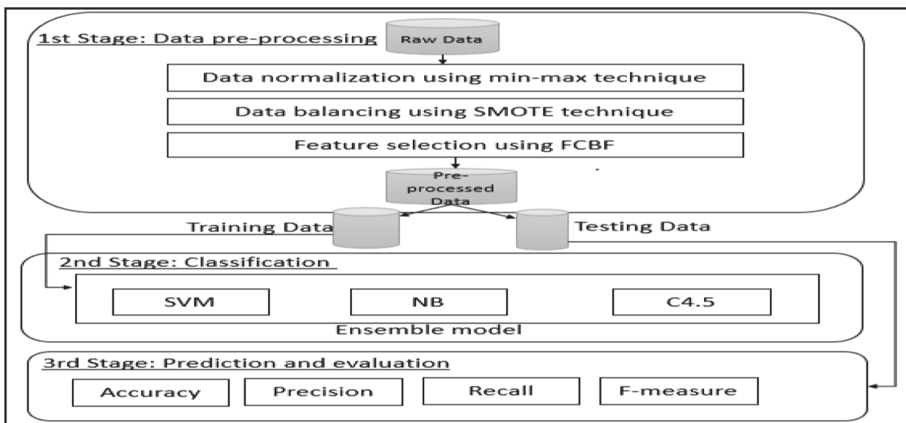 1st Stage: Data pre-processing
Raw Data
Data normalization using min-max technique
Data balancing using SMOTE technique
Feature selection using FCBF
Pre-
processed
Data
Training Data
Testing Data
2nd Stage: Classification
SVM
NB
C4.5
Ensemble model
3rd Stage: Prediction and evaluation
Accuracy
Precision
Recall
F-measure